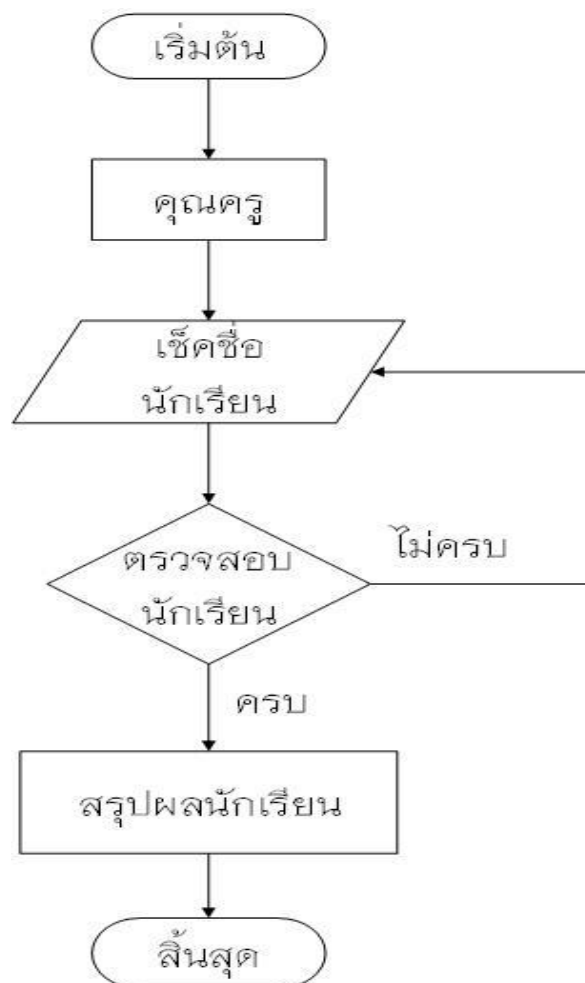 เริ่มต้น
คุณครู
เช็คชื่อ
นักเรียน
ตรวจสอบ
นักเรียน
ไม่ครบ
ครบ
สรุปผลนักเรียน
สิ้นสุด